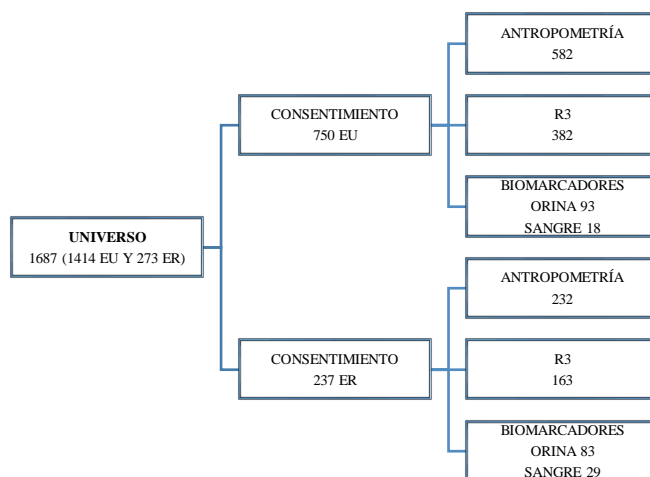 UNIVERSO
1687 (1414 EU Y 273 ER)
CONSENTIMIENTO
750 EU
ANTROPOMETRÍA
582
R3
382
BIOMARCADORES
ORINA 93
SANGRE 18
CONSENTIMIENTO
237 ER
ANTROPOMETRÍA
232
R3
163
BIOMARCADORES
ORINA 83
SANGRE 29